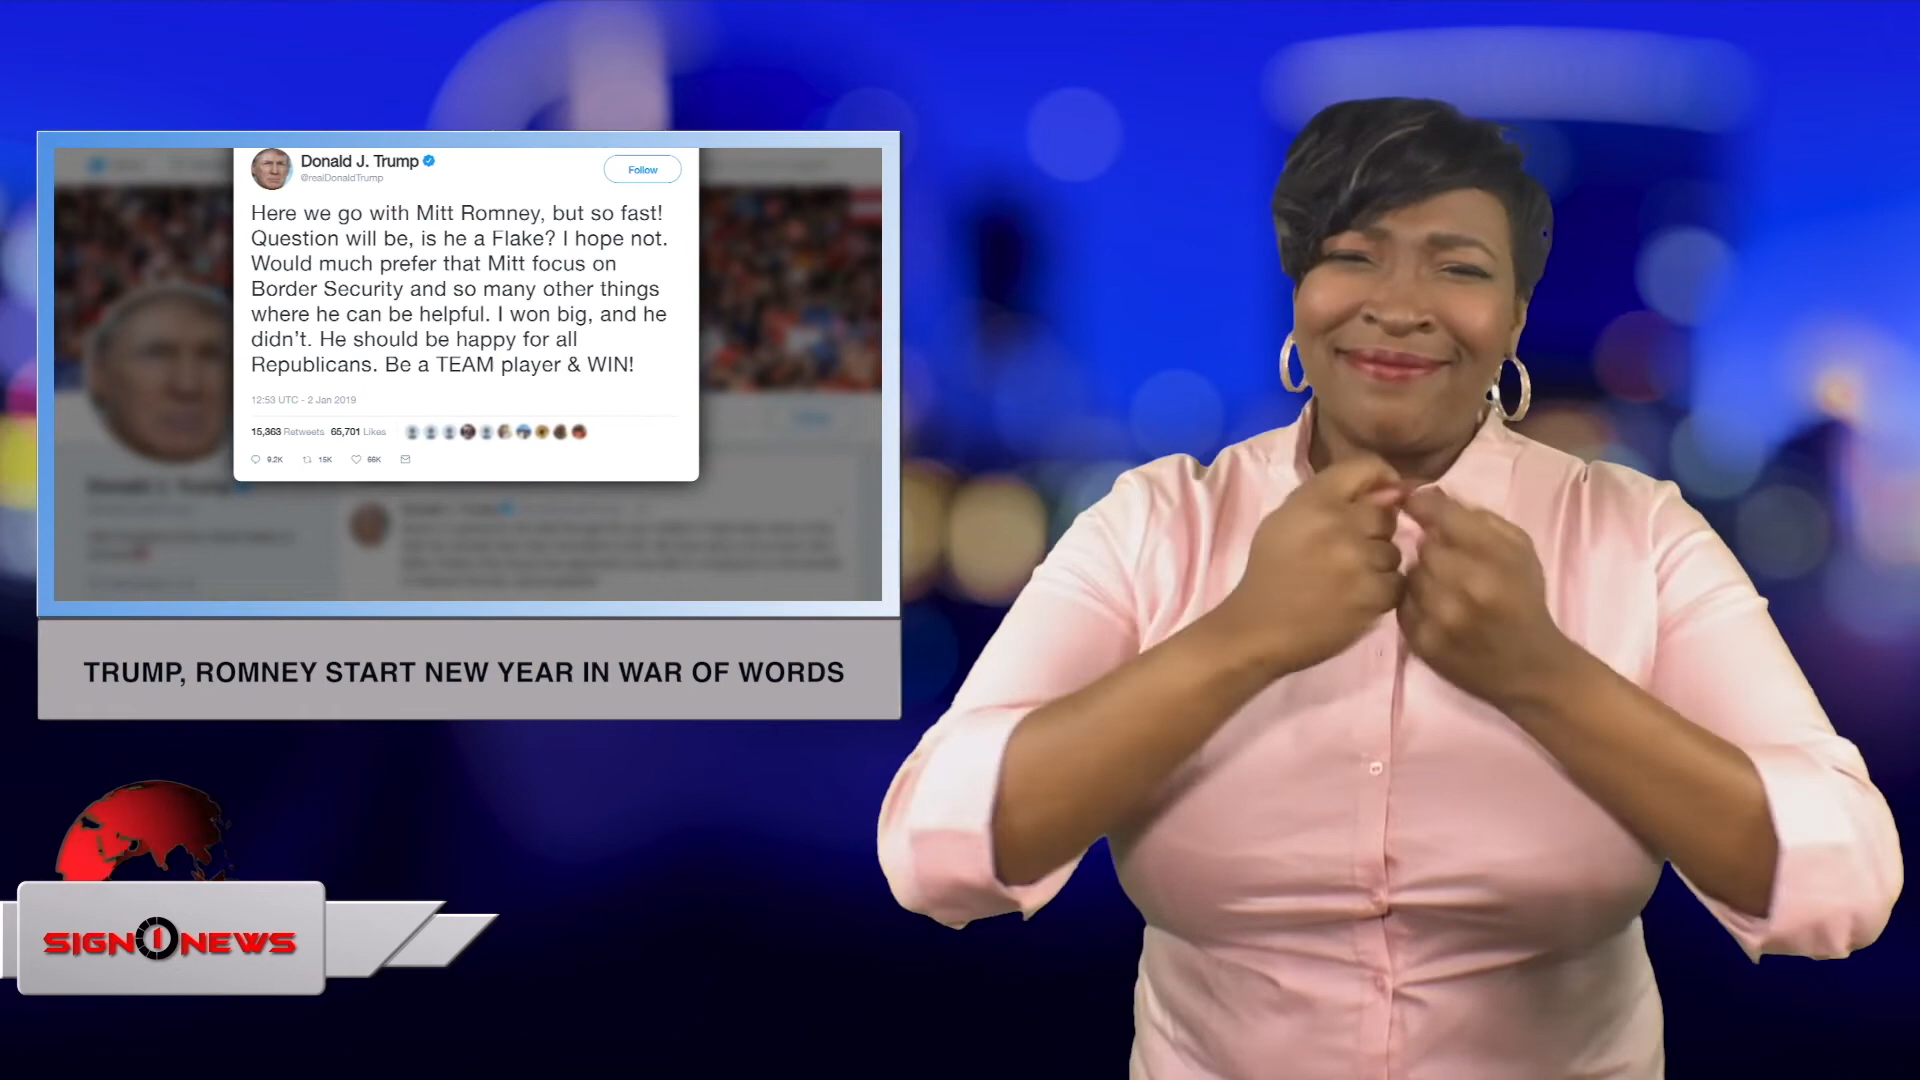 Donald J. Trump
@realDonaldTrump
Follow
Here we go with Mitt Romney, but so fast!
Question will be, is he a Flake? I hope not.
Would much prefer that Mitt focus on
Border Security and so many other things
where he can be helpful. I won big, and he
didn't. He should be happy for all
Republicans. Be a TEAM player & WIN!
12:53 UTC - 2 Jan 2019
15,363 Retweets 65,701 Likes
9.2K 15K 66K
TRUMP, ROMNEY START NEW YEAR IN WAR OF WORDS
SIGN1NEWS